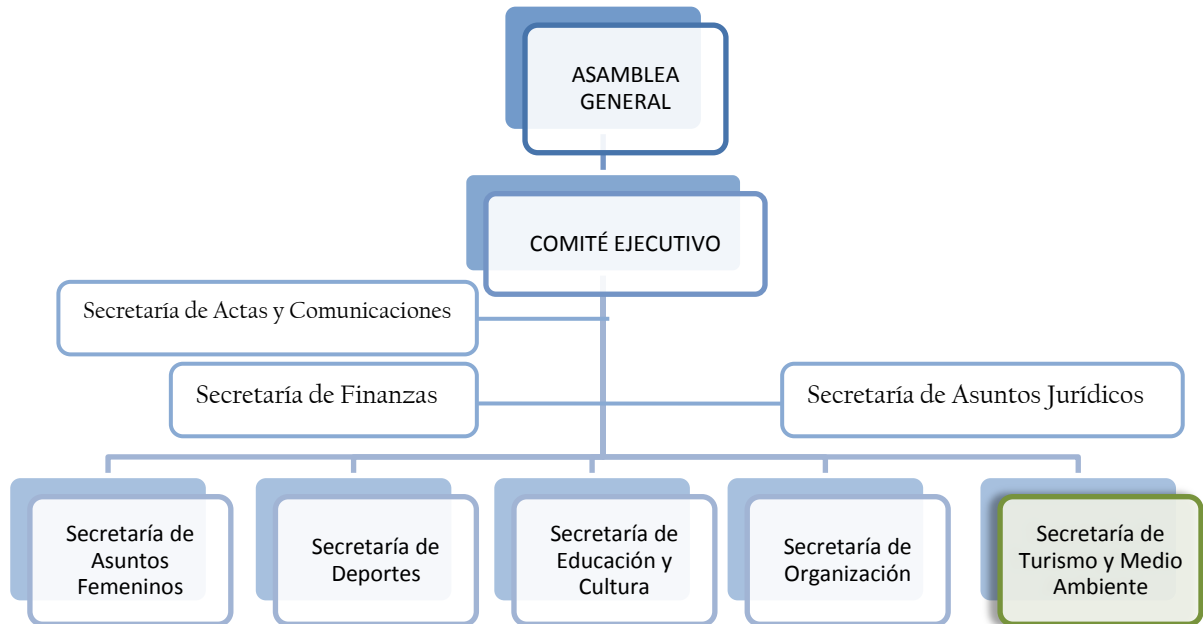 ASAMBLEA
GENERAL
COMITÉ EJECUTIVO
Secretaría de Actas y Comunicaciones
Secretaría de Finanzas
Secretaría de Asuntos Jurídicos
Secretaría de
Asuntos
Femeninos
Secretaría de
Deportes
Secretaría de
Educación y
Cultura
Secretaría de
Organización
Secretaría de
Turismo y Medio
Ambiente